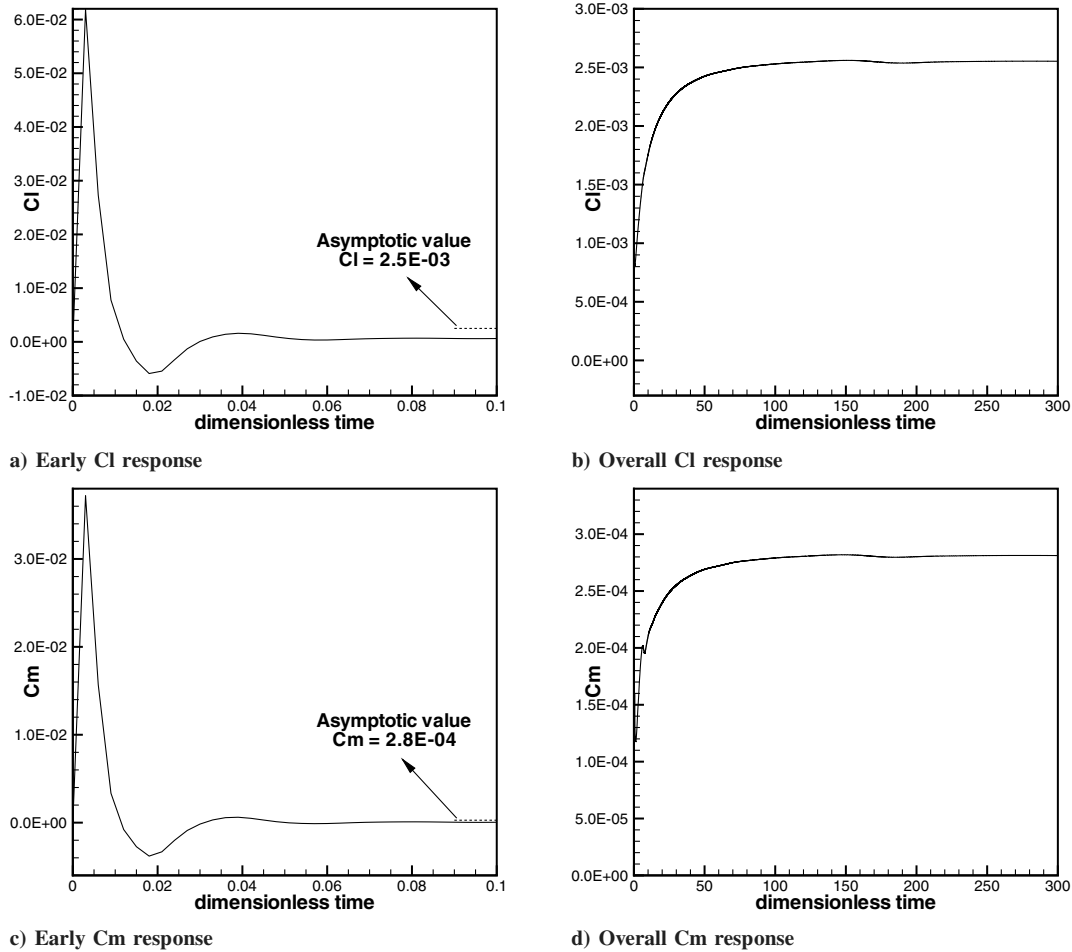 6.0E-02
4.0E-02
2.0E-02
1.0E-02
0.0E+00
-1.0E-02
Cl
Asymptotic value
Cl = 2.5E-03
0 0.02 0.04 0.06 0.08 0.1
dimensionless time
a) Early Cl response
3.0E-03
2.5E-03
2.0E-03
1.5E-03
1.0E-03
5.0E-04
0.0E+00
Cl
0 50 100 150 200 250 300
dimensionless time
b) Overall Cl response
3.0E-02
2.0E-02
1.0E-02
0.0E+00
Cm
Asymptotic value
Cm = 2.8E-04
0 0.02 0.04 0.06 0.08 0.1
dimensionless time
c) Early Cm response
3.0E-04
2.5E-04
2.0E-04
1.5E-04
1.0E-04
5.0E-05
0.0E+00
Cm
0 50 100 150 200 250 300
dimensionless time
d) Overall Cm response